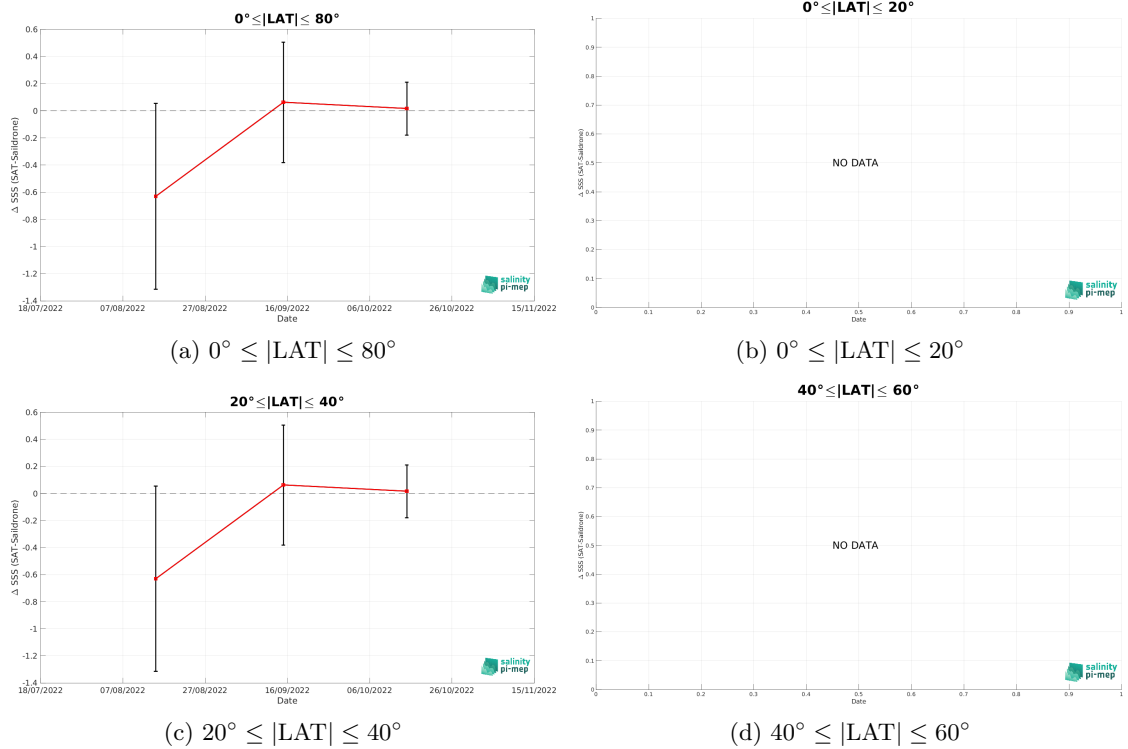 0°≤|LAT|≤ 80°
0.6
0.4
0.2
0
-0.2
-0.4
-0.6
-0.8
-1
-1.2
-1.4
Δ SSS (SAT-Saildrone)
18/07/2022 07/08/2022 27/08/2022 16/09/2022 06/10/2022 26/10/2022 15/11/2022
Date
salinity
pi-mep
(a) 0° ≤ |LAT| ≤ 80°
0°≤|LAT|≤ 20°
1
0.9
0.8
0.7
0.6
0.5
0.4
0.3
0.2
0.1
0
Δ SSS (SAT-Saildrone)
NO DATA
0 0.1 0.2 0.3 0.4 0.5 0.6 0.7 0.8 0.9 1
Date
salinity
pi-mep
(b) 0° ≤ |LAT| ≤ 20°
20°≤|LAT|≤ 40°
0.6
0.4
0.2
0
-0.2
-0.4
-0.6
-0.8
-1
-1.2
-1.4
Δ SSS (SAT-Saildrone)
18/07/2022 07/08/2022 27/08/2022 16/09/2022 06/10/2022 26/10/2022 15/11/2022
Date
salinity
pi-mep
(c) 20° ≤ |LAT| ≤ 40°
40°≤|LAT|≤ 60°
1
0.9
0.8
0.7
0.6
0.5
0.4
0.3
0.2
0.1
0
Δ SSS (SAT-Saildrone)
NO DATA
0 0.1 0.2 0.3 0.4 0.5 0.6 0.7 0.8 0.9 1
Date
salinity
pi-mep
(d) 40° ≤ |LAT| ≤ 60°